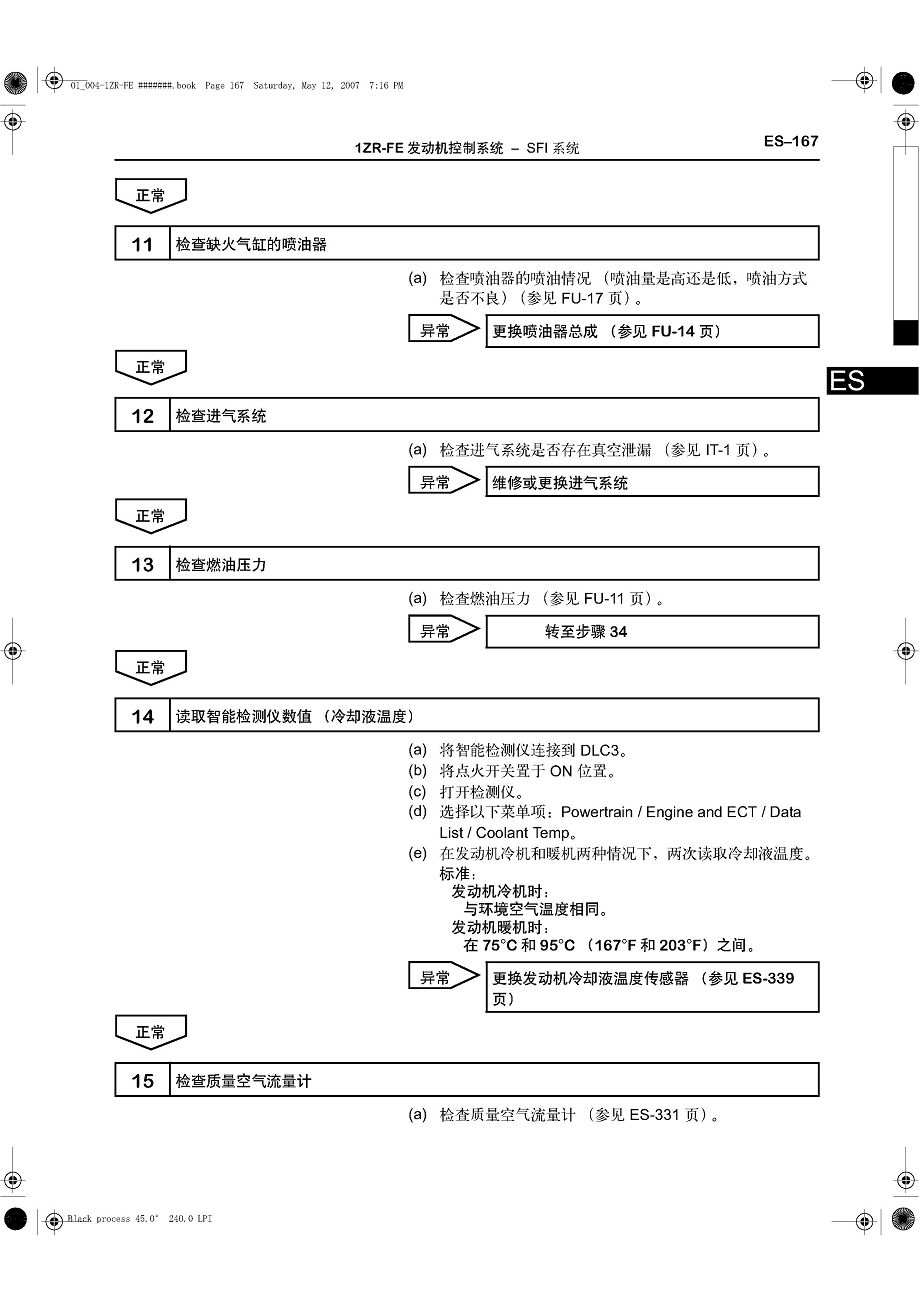 01_004-1ZR-FE #######.book Page 167 Saturday, May 12, 2007 7:16 PM
1ZR-FE 发动机控制系统 – SFI 系统
ES–167
正常
11 检查缺火气缸的喷油器
(a) 检查喷油器的喷油情况（喷油量是高还是低，喷油方式
是否不良）（参见 FU-17 页）。
异常 更换喷油器总成（参见 FU-14 页）
正常
ES
12 检查进气系统
(a) 检查进气系统是否存在真空泄漏（参见 IT-1 页）。
异常 维修或更换进气系统
正常
13 检查燃油压力
(a) 检查燃油压力（参见 FU-11 页）。
异常 转至步骤 34
正常
14 读取智能检测仪数值（冷却液温度）
(a) 将智能检测仪连接到 DLC3。
(b) 将点火开关置于 ON 位置。
(c) 打开检测仪。
(d) 选择以下菜单项：Powertrain / Engine and ECT / Data
List / Coolant Temp。
(e) 在发动机冷机和暖机两种情况下，两次读取冷却液温度。
标准：
发动机冷机时：
与环境空气温度相同。
发动机暖机时：
在 75°C 和 95°C （167°F 和 203°F）之间。
异常 更换发动机冷却液温度传感器（参见 ES-339
页）
正常
15 检查质量空气流量计
(a) 检查质量空气流量计（参见 ES-331 页）。
Black process 45.0° 240.0 LPI